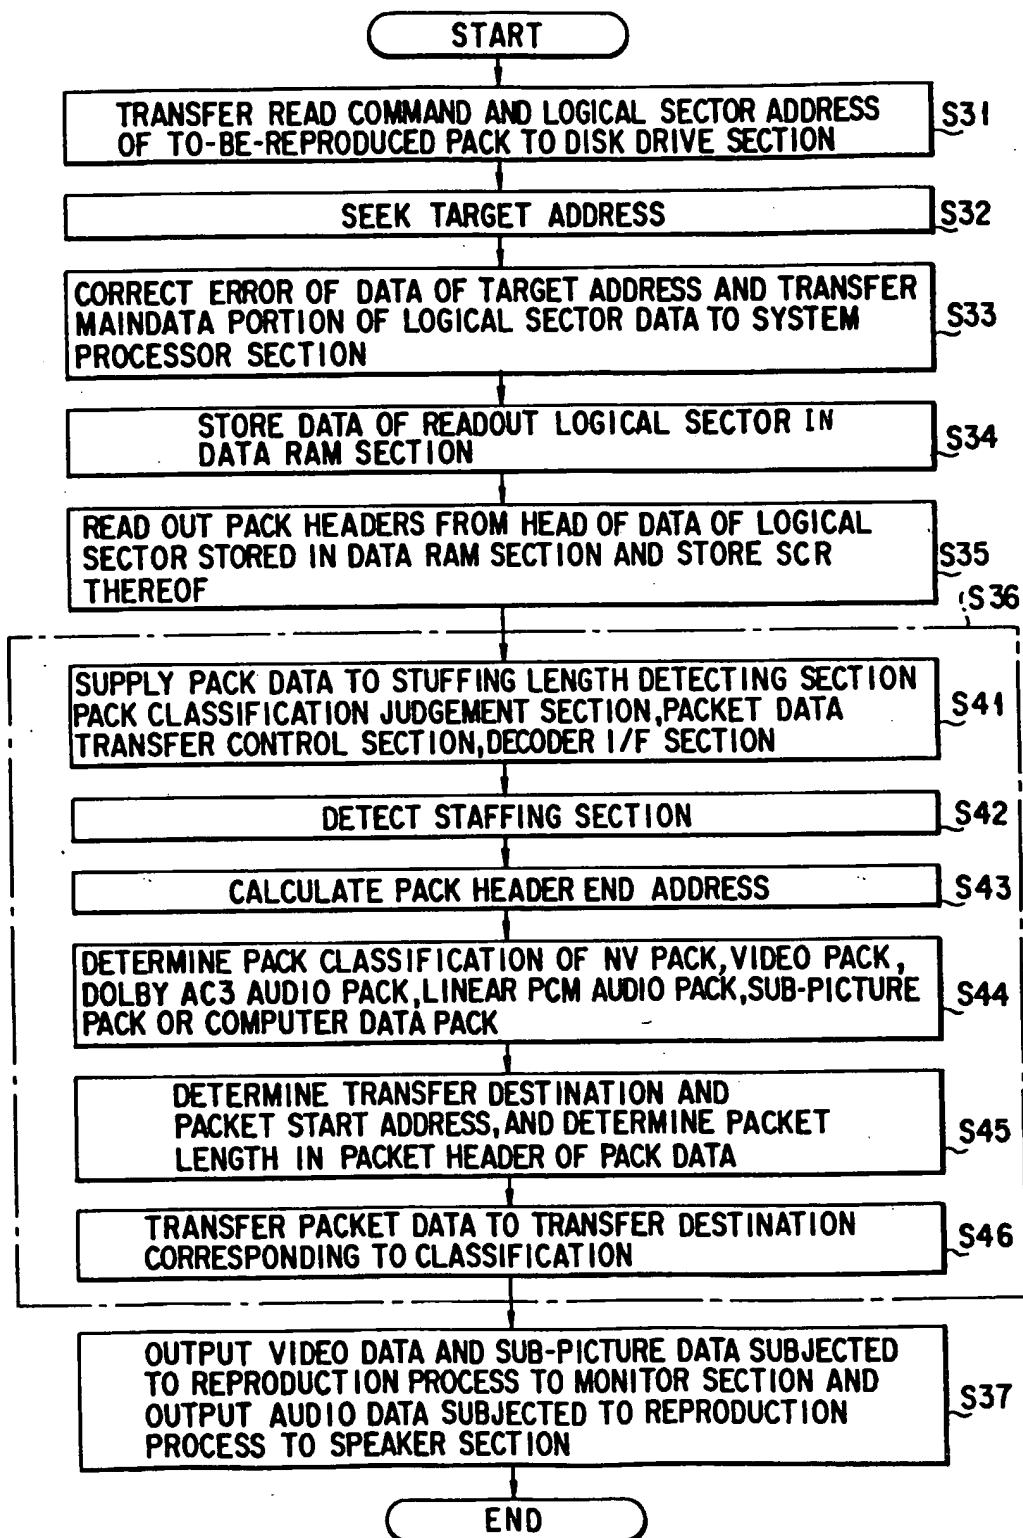 START
TRANSFER READ COMMAND AND LOGICAL SECTOR ADDRESS
OF TO-BE-REPRODUCED PACK TO DISK DRIVE SECTION
S31
SEEK TARGET ADDRESS
S32
CORRECT ERROR OF DATA OF TARGET ADDRESS AND TRANSFER
MAINDATA PORTION OF LOGICAL SECTOR DATA TO SYSTEM
PROCESSOR SECTION
S33
STORE DATA OF READOUT LOGICAL SECTOR IN
DATA RAM SECTION
S34
READ OUT PACK HEADERS FROM HEAD OF DATA OF LOGICAL
SECTOR STORED IN DATA RAM SECTION AND STORE SCR
THEREOF
S35
S36
SUPPLY PACK DATA TO STUFFING LENGTH DETECTING SECTION
PACK CLASSIFICATION JUDGEMENT SECTION,PACKET DATA
TRANSFER CONTROL SECTION,DECODER I/F SECTION
S41
DETECT STAFFING SECTION
S42
CALCULATE PACK HEADER END ADDRESS
S43
DETERMINE PACK CLASSIFICATION OF NV PACK,VIDEO PACK,
DOLBY AC3 AUDIO PACK,LINEAR PCM AUDIO PACK,SUB-PICTURE
PACK OR COMPUTER DATA PACK
S44
DETERMINE TRANSFER DESTINATION AND
PACKET START ADDRESS,AND DETERMINE PACKET
LENGTH IN PACKET HEADER OF PACK DATA
S45
TRANSFER PACKET DATA TO TRANSFER DESTINATION
CORRESPONDING TO CLASSIFICATION
S46
OUTPUT VIDEO DATA AND SUB-PICTURE DATA SUBJECTED
TO REPRODUCTION PROCESS TO MONITOR SECTION AND
OUTPUT AUDIO DATA SUBJECTED TO REPRODUCTION
PROCESS TO SPEAKER SECTION
S37
END